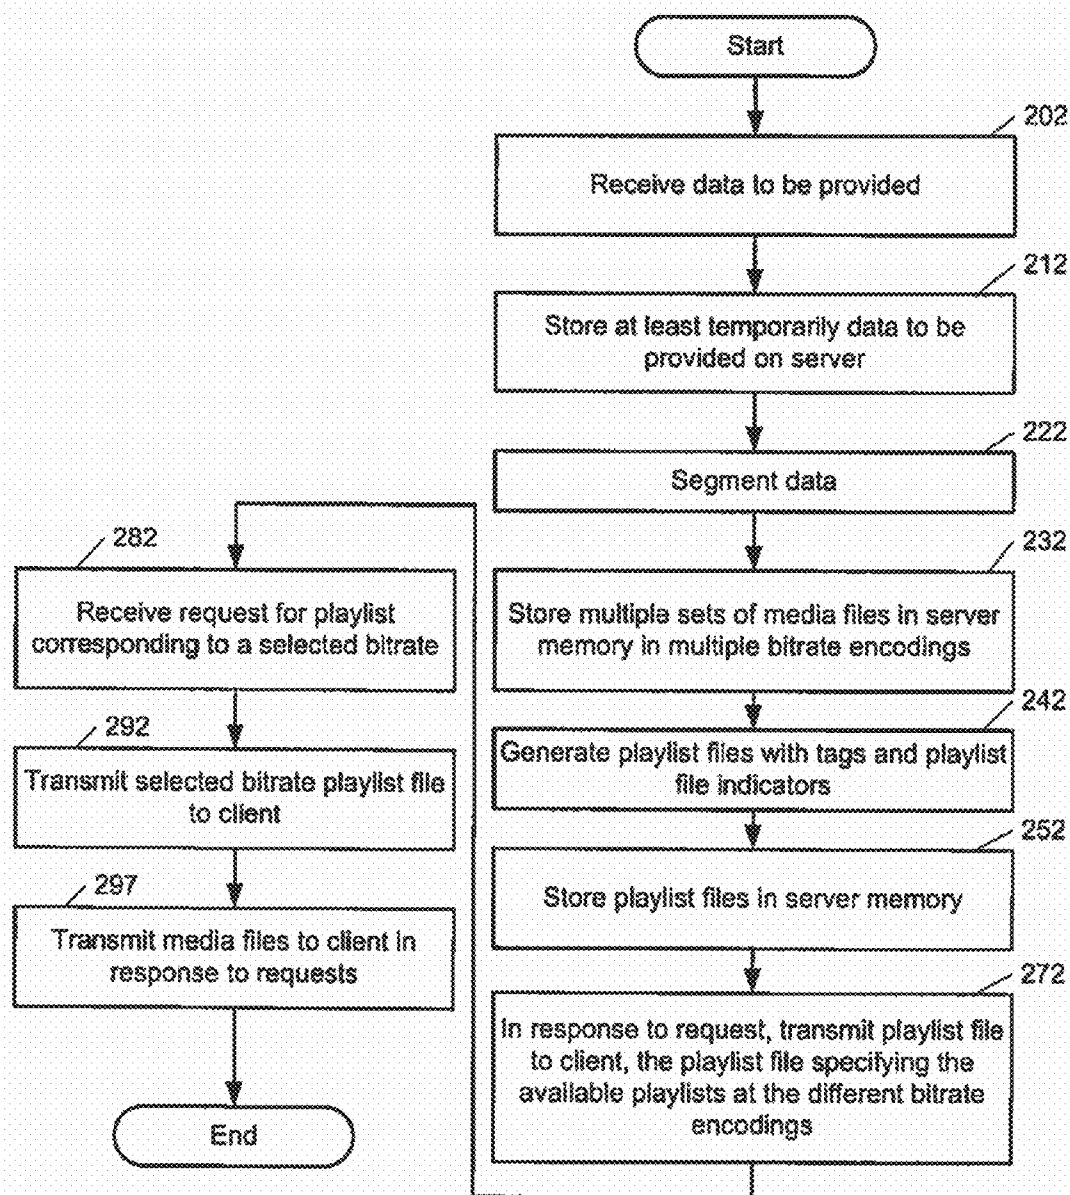 Start
202
Receive data to be provided
212
Store at least temporarily data to be
provided on server
222
Segment data
232
Store multiple sets of media files in server
memory in multiple bitrate encodings
242
Generate playlist files with tags and playlist
file indicators
252
Store playlist files in server memory
272
In response to request, transmit playlist file
to client, the playlist file specifying the
available playlists at the different bitrate
encodings
282
Receive request for playlist
corresponding to a selected bitrate
292
Transmit selected bitrate playlist file
to client
297
Transmit media files to client in
response to requests
End